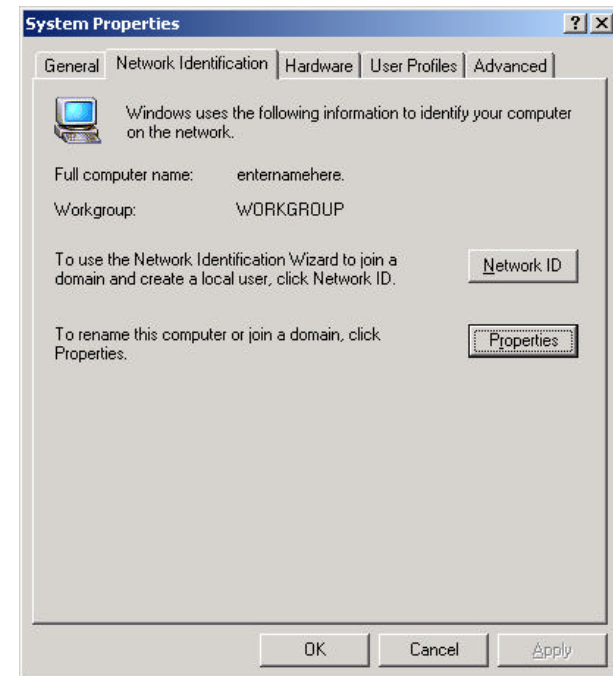 System Properties
General Network Identification Hardware User Profiles Advanced
Windows uses the following information to identify your computer
on the network.
Full computer name: enternamehere.
Workgroup: WORKGROUP
To use the Network Identification Wizard to join a
domain and create a local user, click Network ID.
Network ID
To rename this computer or join a domain, click
Properties.
Properties
OK Cancel Apply